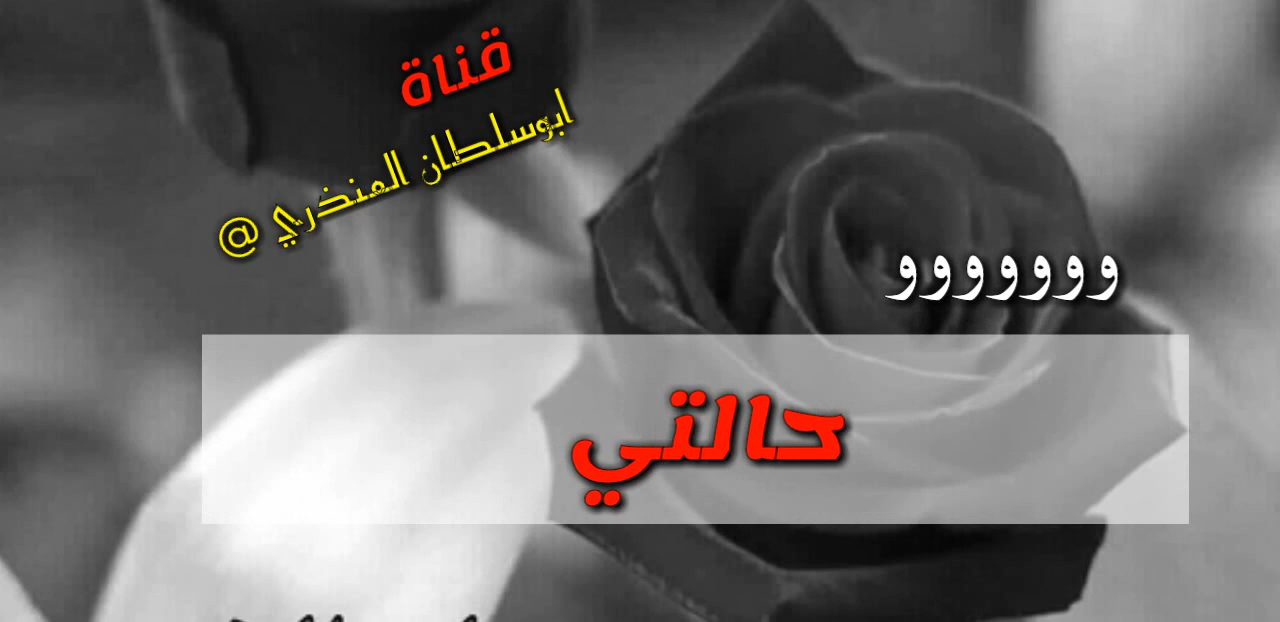 قناة
ابوسلطان المنذري @
ووووووو
حالتي